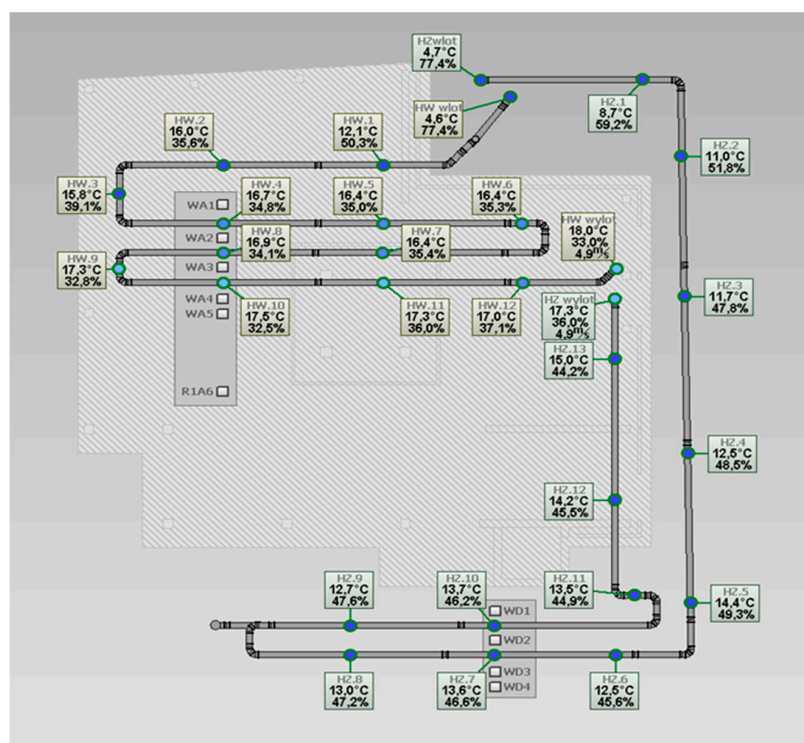 HZwlot
4,7°C
77,4%
HW wlot
4,6°C
77,4%
HZ.1
8,7°C
59,2%
HW.2
16,0°C
35,6%
HW.1
12,1°C
50,3%
HZ.2
11,0°C
51,8%
HW.3
15,8°C
39,1%
HW.4
16,7°C
34,8%
HW.5
16,4°C
35,0%
HW.6
16,4°C
35,3%
WA1
WA2
HW.8
16,9°C
34,1%
HW.7
16,4°C
35,4%
HW wylot
18,0°C
33,0%
4,9m/s
HW.9
17,3°C
32,8%
WA3
WA4
WA5
HW.10
17,5°C
32,5%
HW.11
17,3°C
36,0%
HW.12
17,0°C
37,1%
HZ wylot
17,3°C
36,0%
4,9m/s
HZ.3
11,7°C
47,8%
HZ.13
15,0°C
44,2%
R1A6
HZ.4
12,5°C
48,5%
HZ.12
14,2°C
45,5%
HZ.9
12,7°C
47,6%
HZ.10
13,7°C
46,2%
HZ.11
13,5°C
44,9%
HZ.5
14,4°C
49,3%
WD1
WD2
WD3
WD4
HZ.8
13,0°C
47,2%
HZ.7
13,6°C
46,6%
HZ.6
12,5°C
45,6%